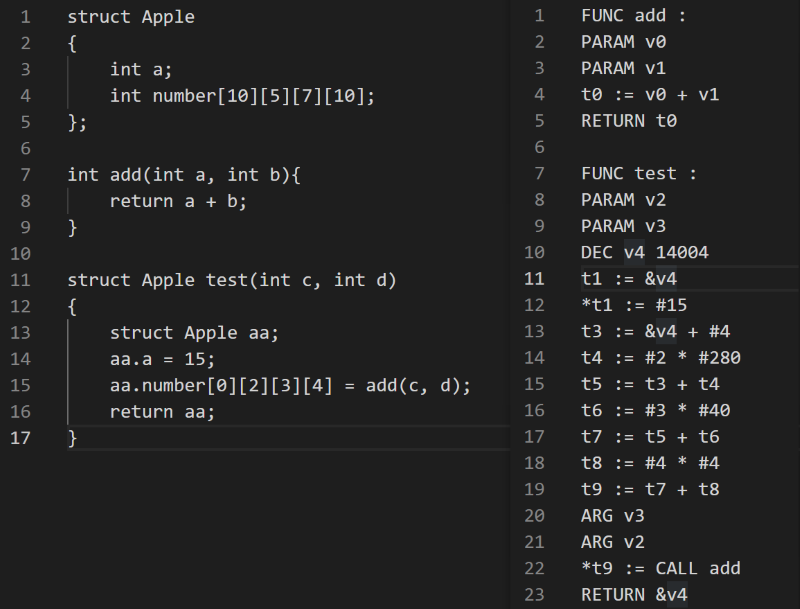 1 struct Apple
2 {
3 int a;
4 int number[10][5][7][10];
5 };
6
7 int add(int a, int b){
8 return a + b;
9 }
10
11 struct Apple test(int c, int d)
12 {
13 struct Apple aa;
14 aa.a = 15;
15 aa.number[0][2][3][4] = add(c, d);
16 return aa;
17 }
1 FUNC add :
2 PARAM v0
3 PARAM v1
4 t0 := v0 + v1
5 RETURN t0
6
7 FUNC test :
8 PARAM v2
9 PARAM v3
10 DEC v4 14004
11 t1 := &v4
12 *t1 := #15
13 t3 := &v4 + #4
14 t4 := #2 * #280
15 t5 := t3 + t4
16 t6 := #3 * #40
17 t7 := t5 + t6
18 t8 := #4 * #4
19 t9 := t7 + t8
20 ARG v3
21 ARG v2
22 *t9 := CALL add
23 RETURN &v4